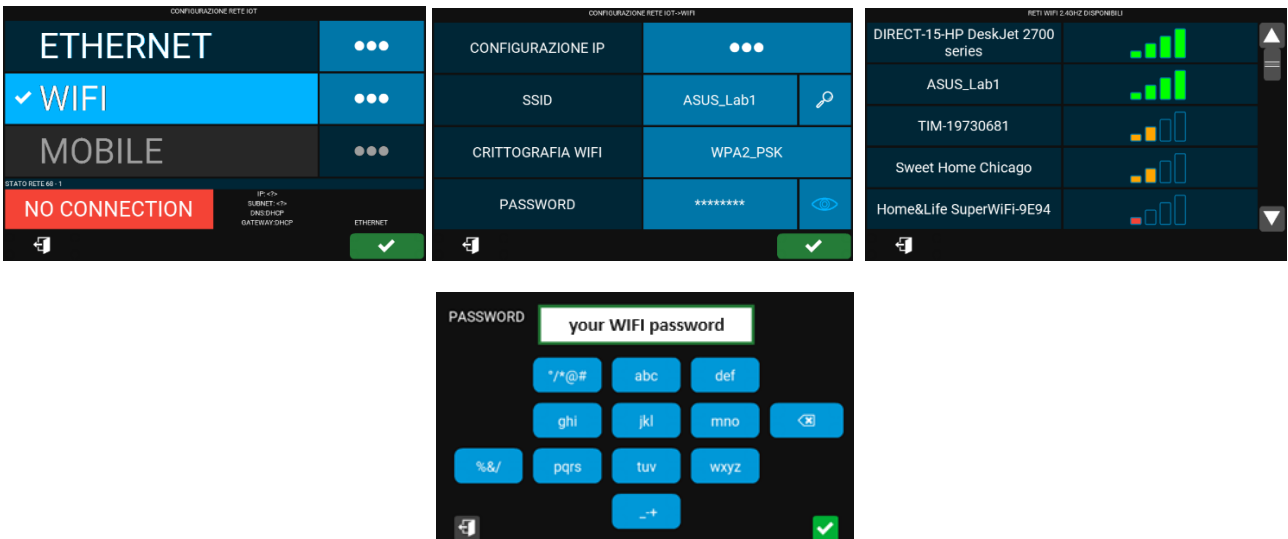 CONFIGURAZIONE RETE IOT
ETHERNET
WIFI
MOBILE
STATO RETE 68 - 1
NO CONNECTION
IP: <?>
SUBNET: <?>
DNS:DHCP
GATEWAY:DHCP
ETHERNET
CONFIGURAZIONE RETE IOT->WIFI
CONFIGURAZIONE IP
SSID
ASUS_Lab1
CRITTOGRAFIA WIFI
WPA2_PSK
PASSWORD
********
RETI WIFI 2.4GHZ DISPONIBILI
DIRECT-15-HP DeskJet 2700
series
ASUS_Lab1
TIM-19730681
Sweet Home Chicago
Home&Life SuperWiFi-9E94
PASSWORD
your WIFI password
"/*@#
abc
def
ghi
jkl
mno
%&/
pqrs
tuv
wxyz
_-+